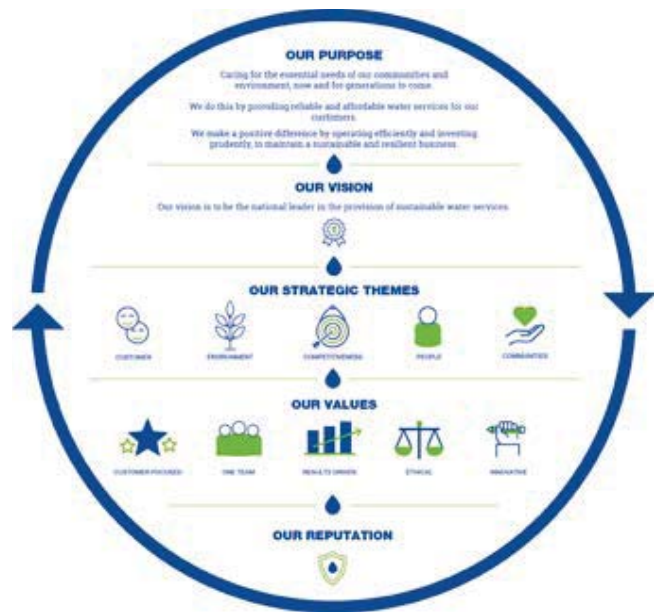 OUR PURPOSE
Caring for the essential needs of our communities and
environment, now and for generations to come.
We do this by providing reliable and affordable water services for our
customers.
We make a positive difference by operating efficiently and investing
prudently, to maintain a sustainable and resilient business.
OUR VISION
Our vision is to be the national leader in the provision of sustainable water services.
OUR STRATEGIC THEMES
CUSTOMER ENVIRONMENT COMPETITIVENESS PEOPLE COMMUNITIES
OUR VALUES
CUSTOMER FOCUSED ONE TEAM RESULTS DRIVEN ETHICAL INNOVATIVE
OUR REPUTATION